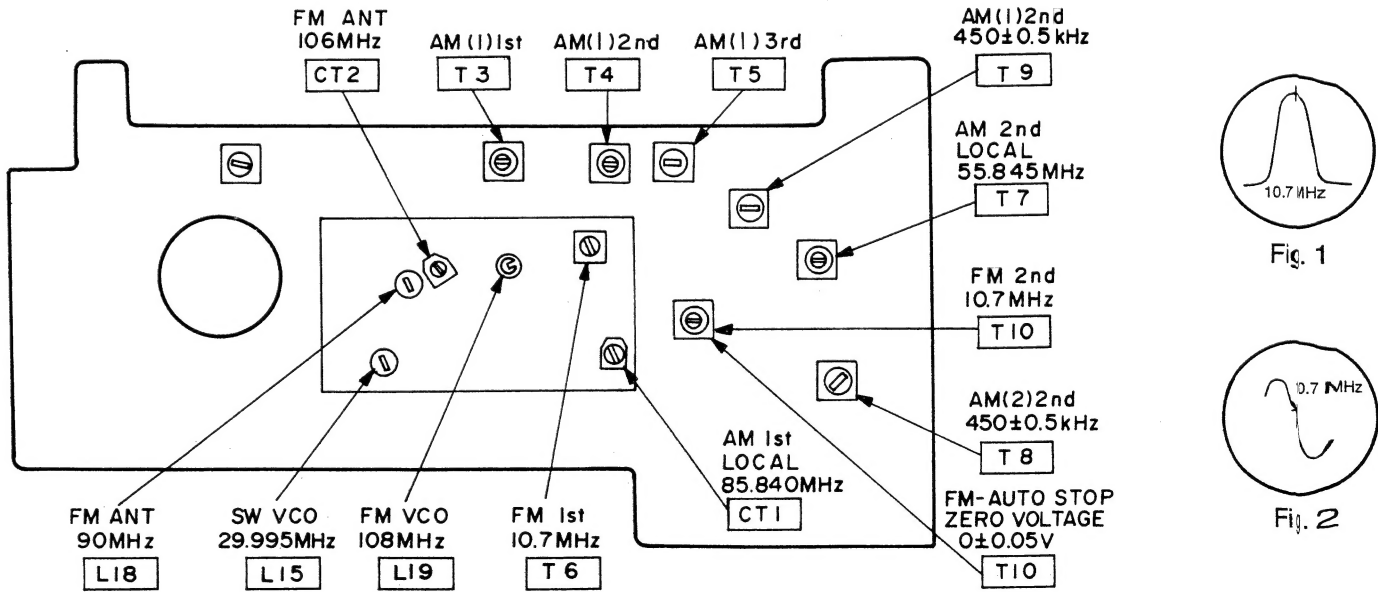 FM ANT
106MHz
CT2
AM(1)1st
T3
AM(1)2nd
T4
AM(1)3rd
T5
AM(1)2nd
450±0.5kHz
T9
AM 2nd
LOCAL
55.845MHz
T7
FM 2nd
10.7MHz
T10
AM(2)2nd
450±0.5kHz
T8
FM-AUTO STOP
ZERO VOLTAGE
0±0.05V
T10
AM 1st
LOCAL
85.840MHz
CT1
FM ANT
90MHz
L18
SW VCO
29.995MHz
L15
FM VCO
108MHz
L19
FM 1st
10.7MHz
T6
10.7MHz
Fig. 1
10.7MHz
Fig. 2